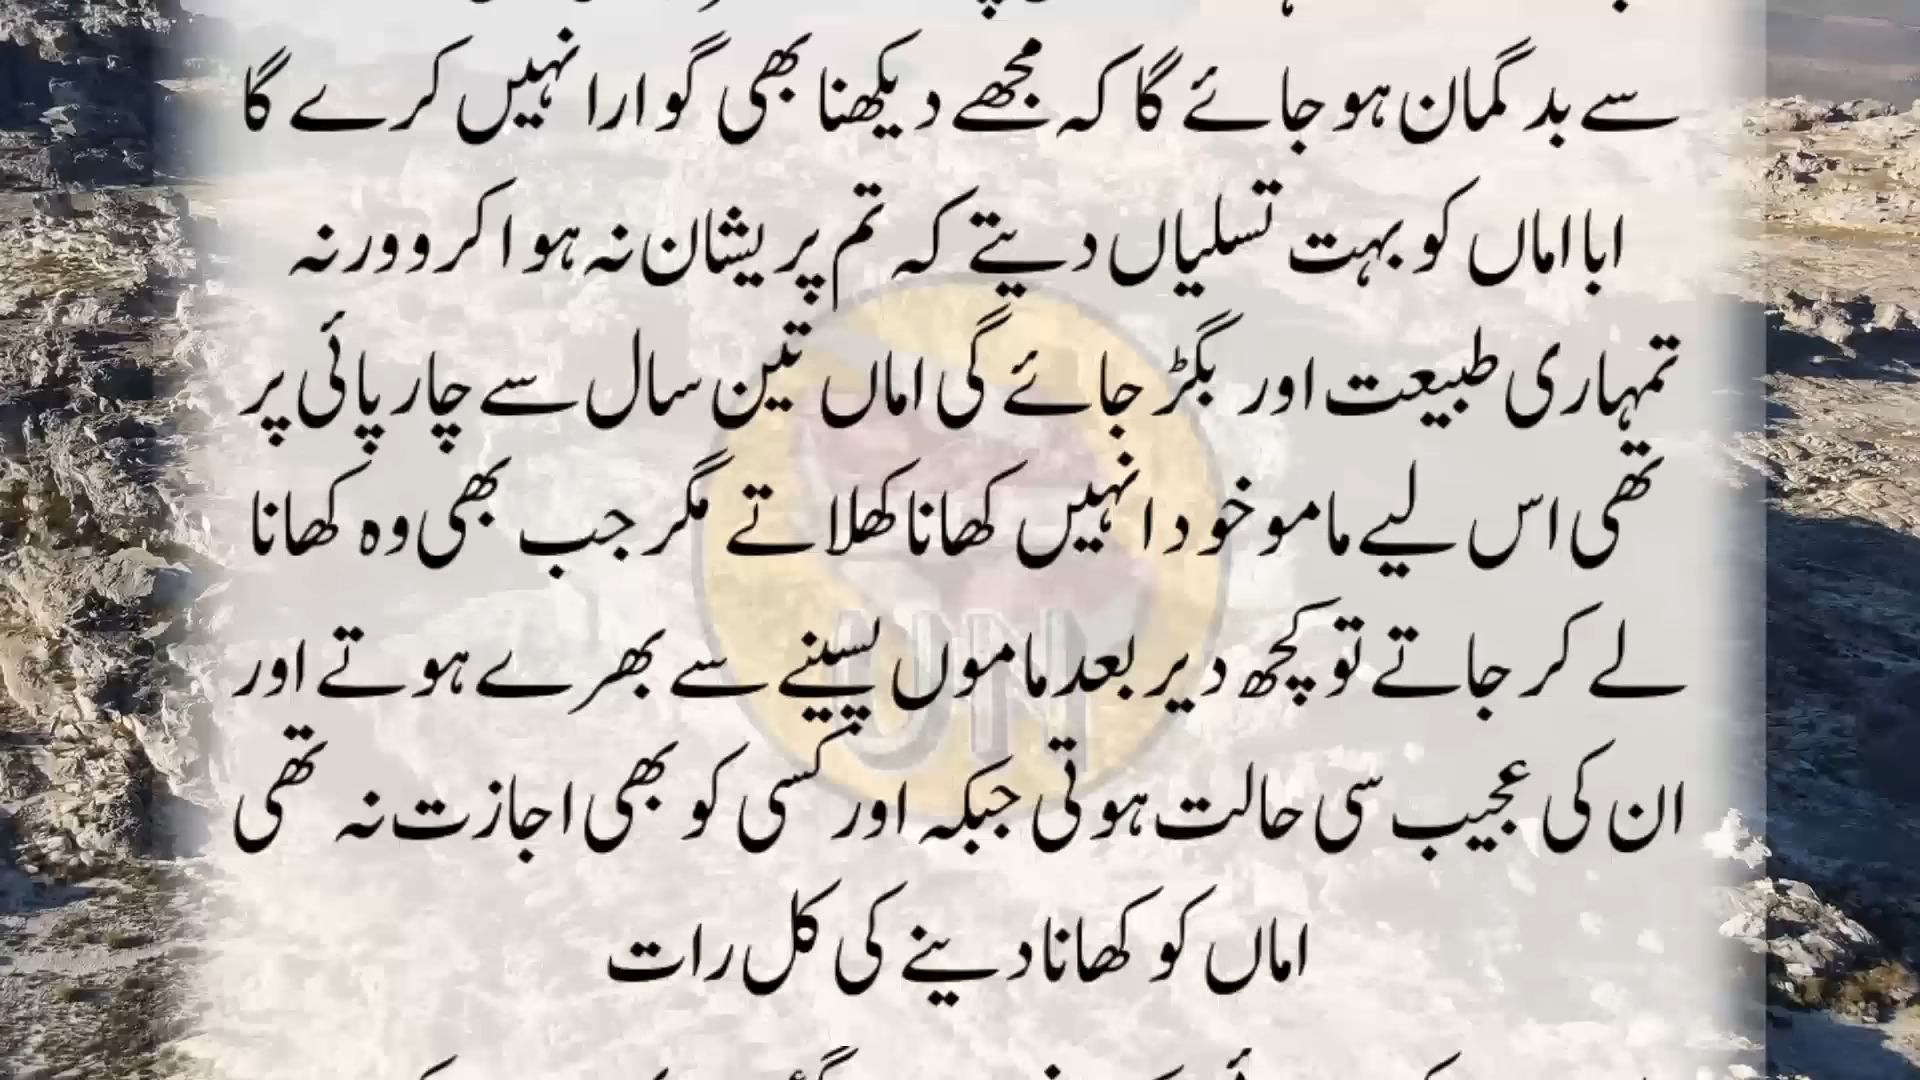 سے بدگمان ہو جائے گا کہ مجھے دیکھنا بھی گوارا نہیں کرے گا
ابا اماں کو بہت تسلیاں دیتے کہ تم پریشان نہ ہوا کرو ورنہ
تمہاری طبیعت اور بگڑ جائے گی اماں تین سال سے چارپائی پر
تھی اس لیے مامو خود انہیں کھانا کھلاتے مگر جب بھی وہ کھانا
لے کر جاتے تو کچھ دیر بعد ماموں پسینے سے بھرے ہوتے اور
ان کی عجیب سی حالت ہوتی جبکہ اور کسی کو بھی اجازت نہ تھی
اماں کو کھانا دینے کی کل رات
UN